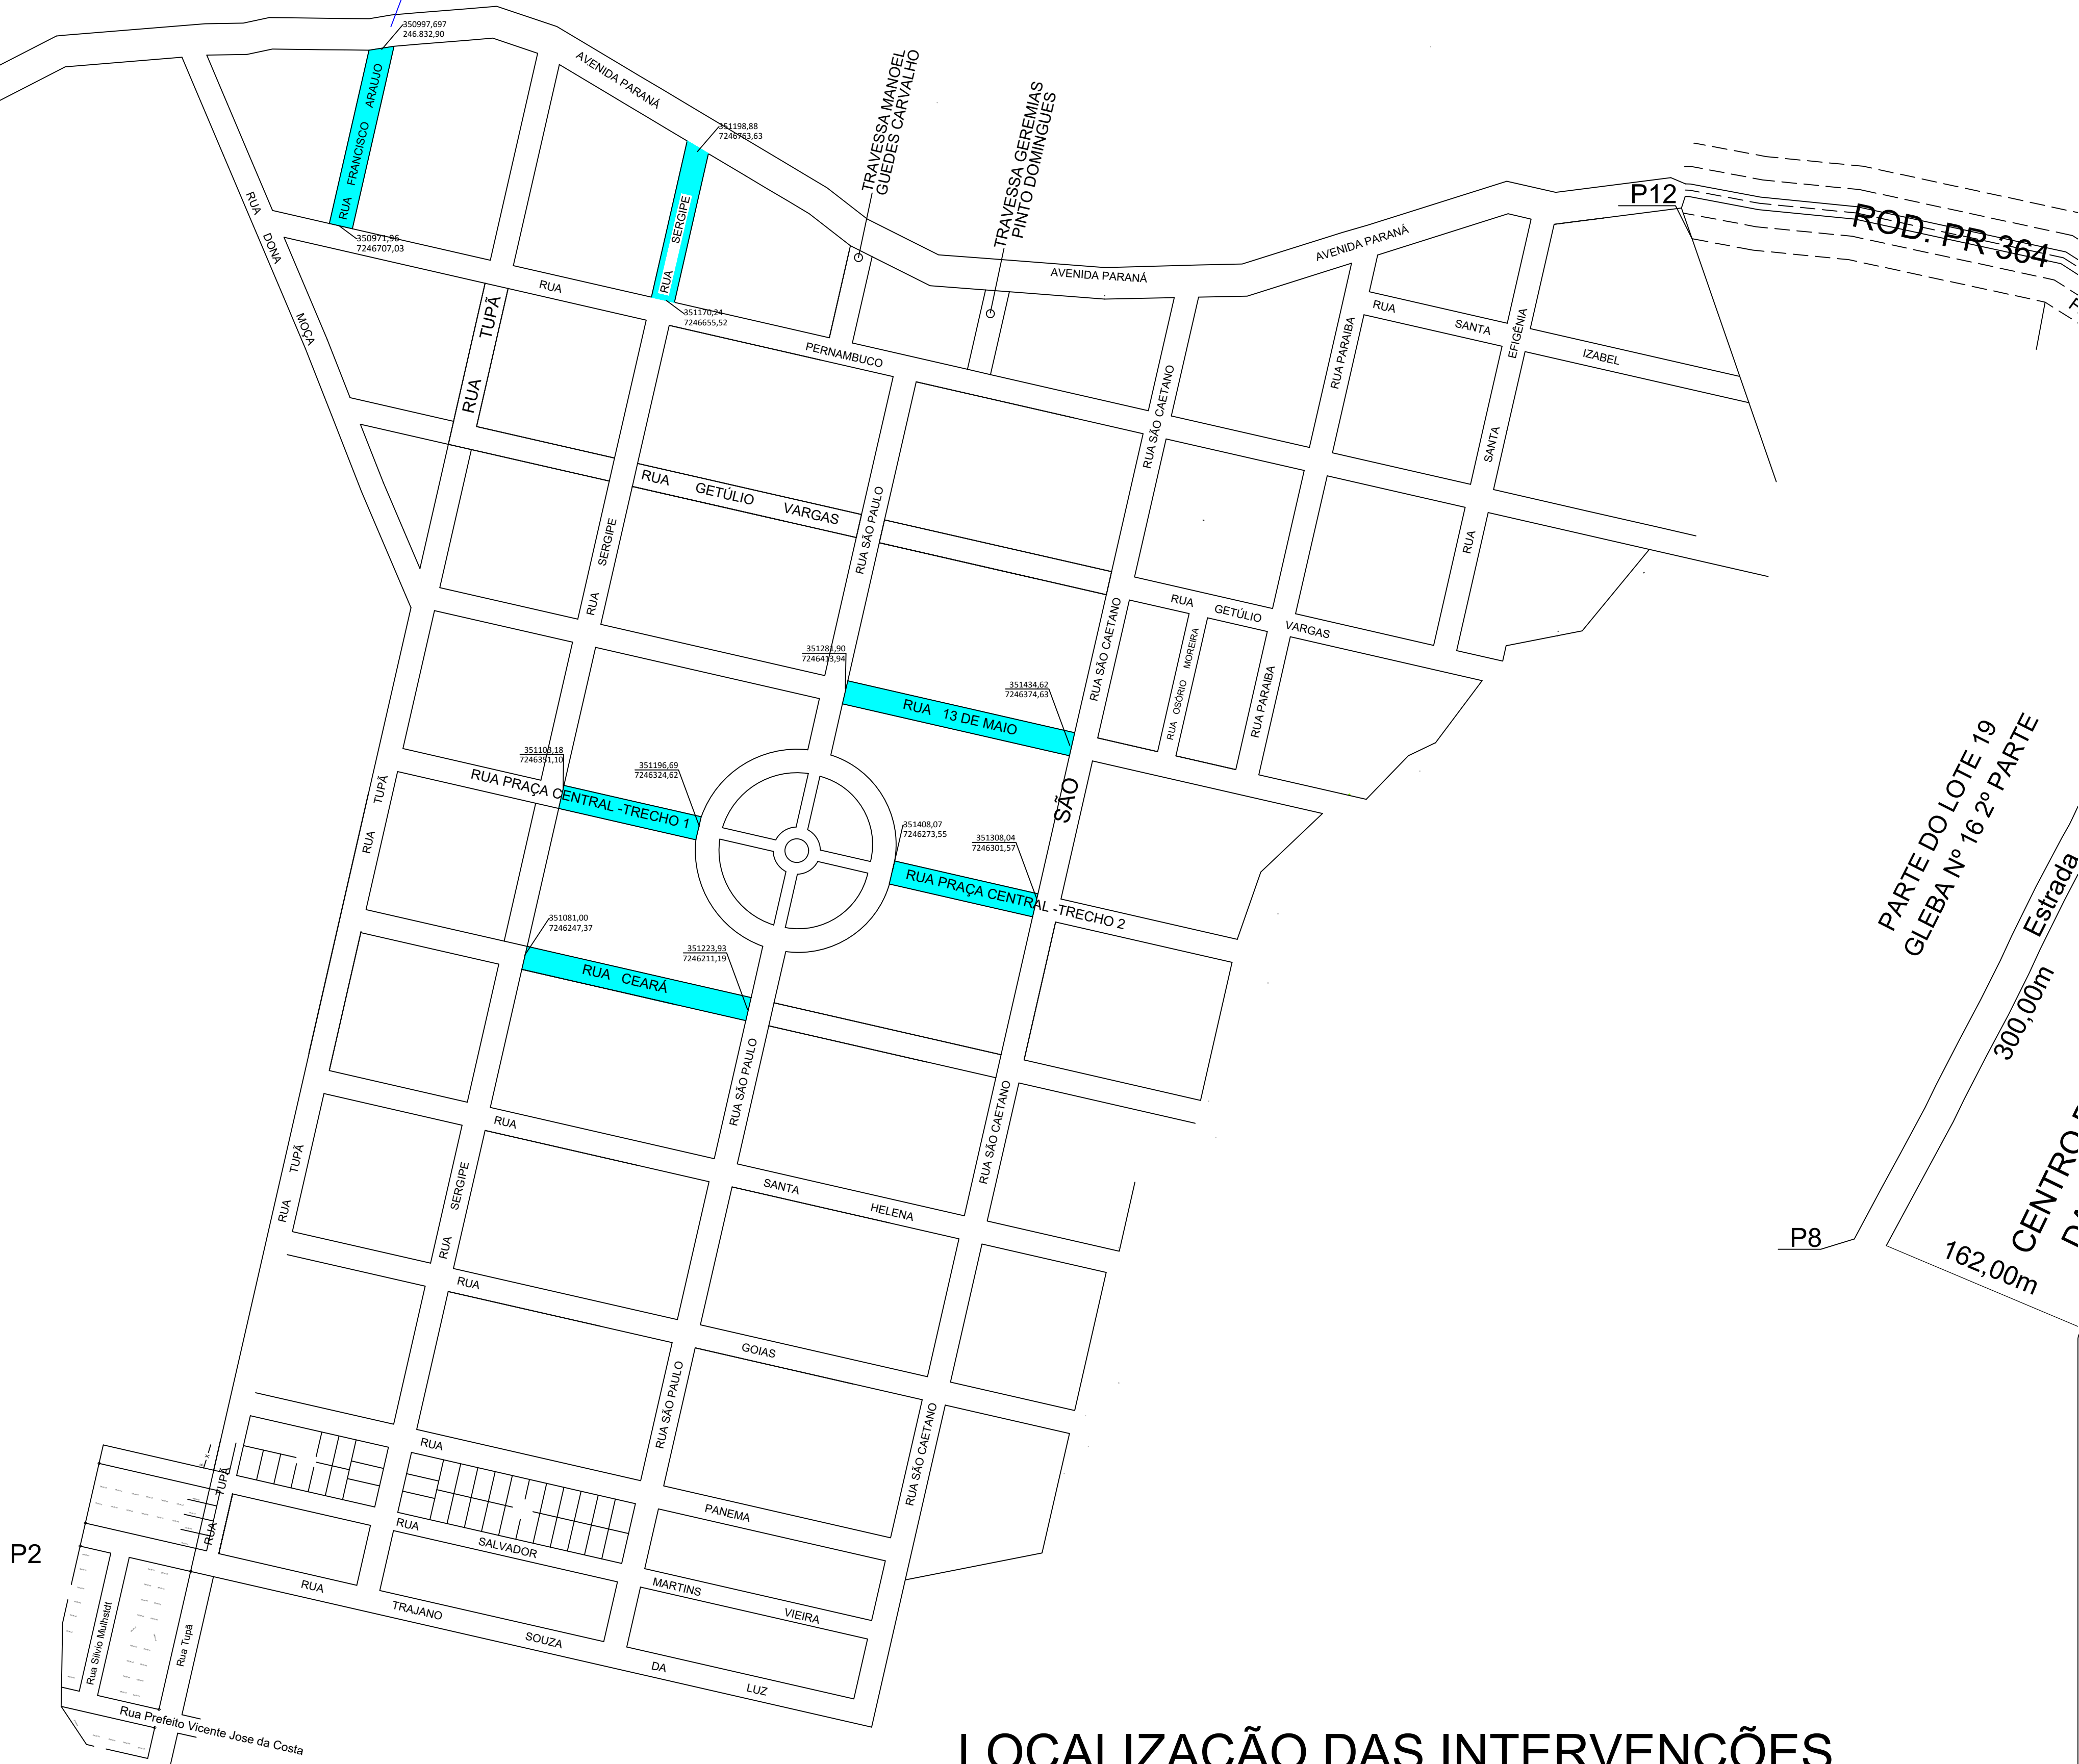 350997,697
246.832,90
RUA FRANCISCO ARAUJO
350971,96
7246707,03
AVENIDA PARANÁ
351198,88
7246763,63
RUA SERGIPE
351170,24
7246655,52
TRAVESSA MANOEL
GUEDES CARVALHO
TRAVESSA GEREMIAS
PINTO DOMINGUES
AVENIDA PARANÁ
AVENIDA PARANÁ
P12
ROD. PR 364
RUA DONA MOÇA
RUA PERNAMBUCO
RUA TUPÃ
RUA SANTA IZABEL
RUA SANTA EFIGÊNIA
RUA PARAIBA
RUA SÃO CAETANO
RUA GETÚLIO VARGAS
RUA SÃO PAULO
RUA SERGIPE
RUA GETÚLIO VARGAS
RUA OSÓRIO MOREIRA
RUA PARAIBA
RUA SÃO CAETANO
351281,90
7246413,94
RUA 13 DE MAIO
351434,62
7246374,63
351103,18
7246351,10
RUA PRAÇA CENTRAL -TRECHO 1
351196,69
7246324,62
SÃO
351408,07
7246273,55
351308,04
7246301,57
RUA PRAÇA CENTRAL -TRECHO 2
RUA TUPÃ
351081,00
7246247,37
RUA CEARÁ
351223,93
7246211,19
PARTE DO LOTE 19
GLEBA Nº 16 2º PARTE
Estrada
300,00m
RUA SÃO PAULO
RUA SÃO CAETANO
RUA SANTA HELENA
RUA TUPÃ
RUA SERGIPE
P8
162,00m
CENTRO
RUA GOIAS
RUA SÃO PAULO
RUA SÃO CAETANO
RUA PANEMA
RUA TUPÃ
RUA SALVADOR MARTINS VIEIRA
P2
RUA TRAJANO SOUZA DA LUZ
Rua Silvio Mulhstdt
Rua Tupã
Rua Prefeito Vicente Jose da Costa
LOCALIZAÇÃO DAS INTERVENÇÕES